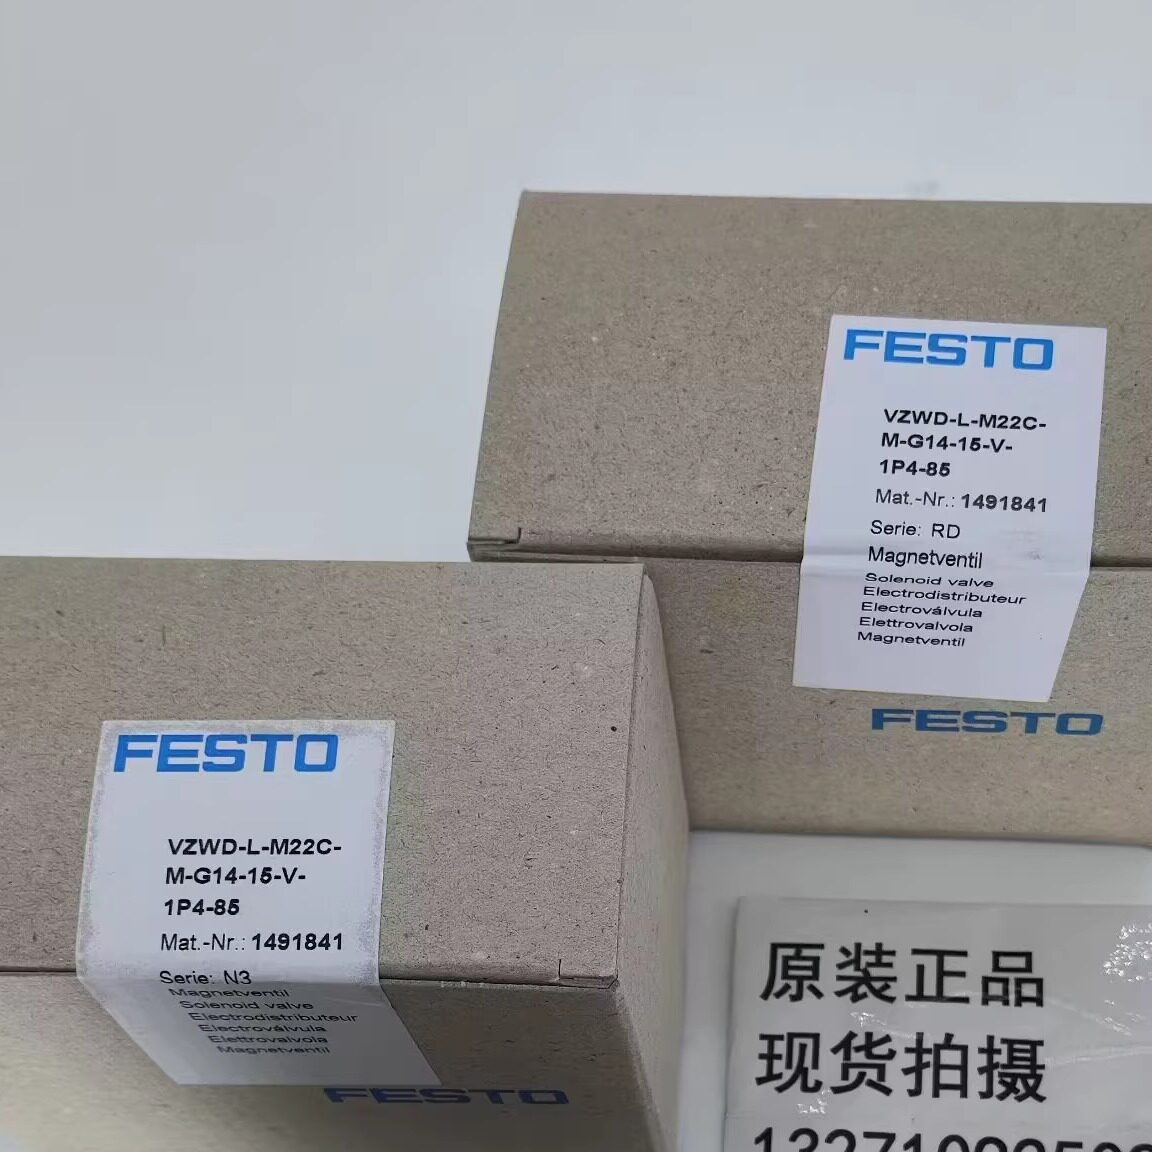 FESTO
VZWD-L-M22C-
M-G14-15-V-
1P4-85
Mat.-Nr.: 1491841
Serie: RD
Magnetventil
Solenoid valve
Electrodistributeur
Electroválvula
Elettrovalvola
Magnetventil
FESTO
FESTO
VZWD-L-M22C-
M-G14-15-V-
1P4-85
Mat.-Nr.: 1491841
Serie: N3
Magnetventil
Solenoid valve
Electrodistributeur
Electroválvula
Elettrovalvola
Magnetventil
FESTO
原装正品
现货拍摄